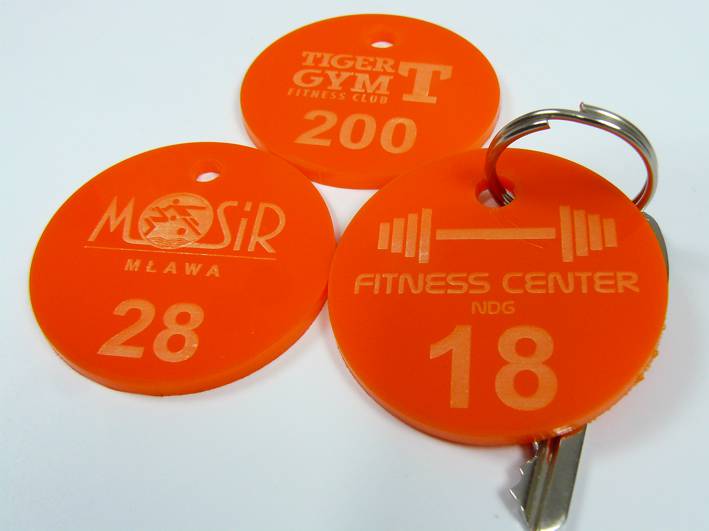 TIGER
GYM T
FITNESS CLUB
200
MOSiR
MŁAWA
28
FITNESS CENTER
NDG
18